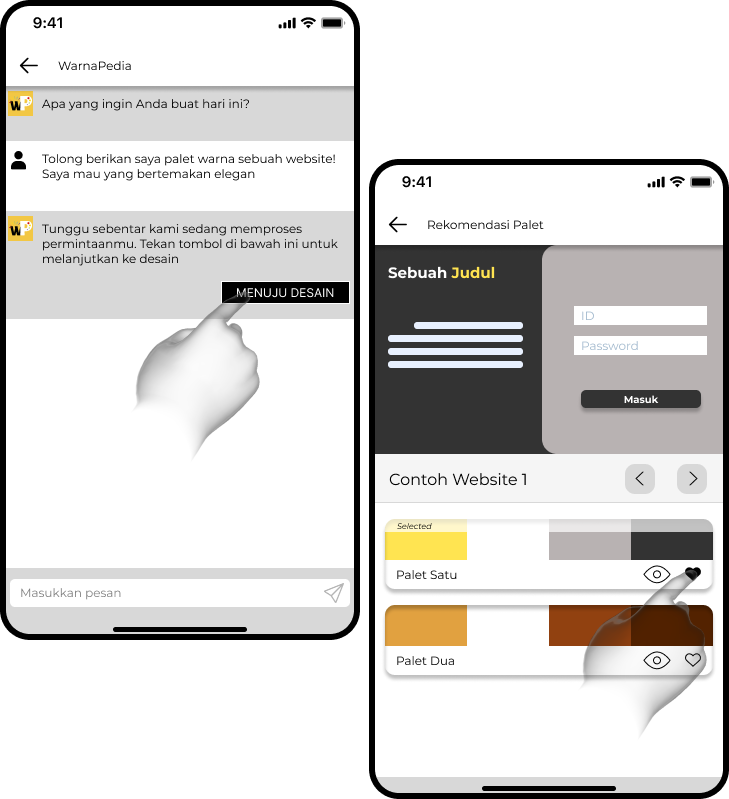 9:41
WarnaPedia
W
Apa yang ingin Anda buat hari ini?
Tolong berikan saya palet warna sebuah website!
Saya mau yang bertemakan elegan
W
Tunggu sebentar kami sedang memproses
permintaanmu. Tekan tombol di bawah ini untuk
melanjutkan ke desain
MENUJU DESAIN
Masukkan pesan
9:41
Rekomendasi Palet
Sebuah Judul
ID
Password
Masuk
Contoh Website 1
Selected
Palet Satu
Palet Dua